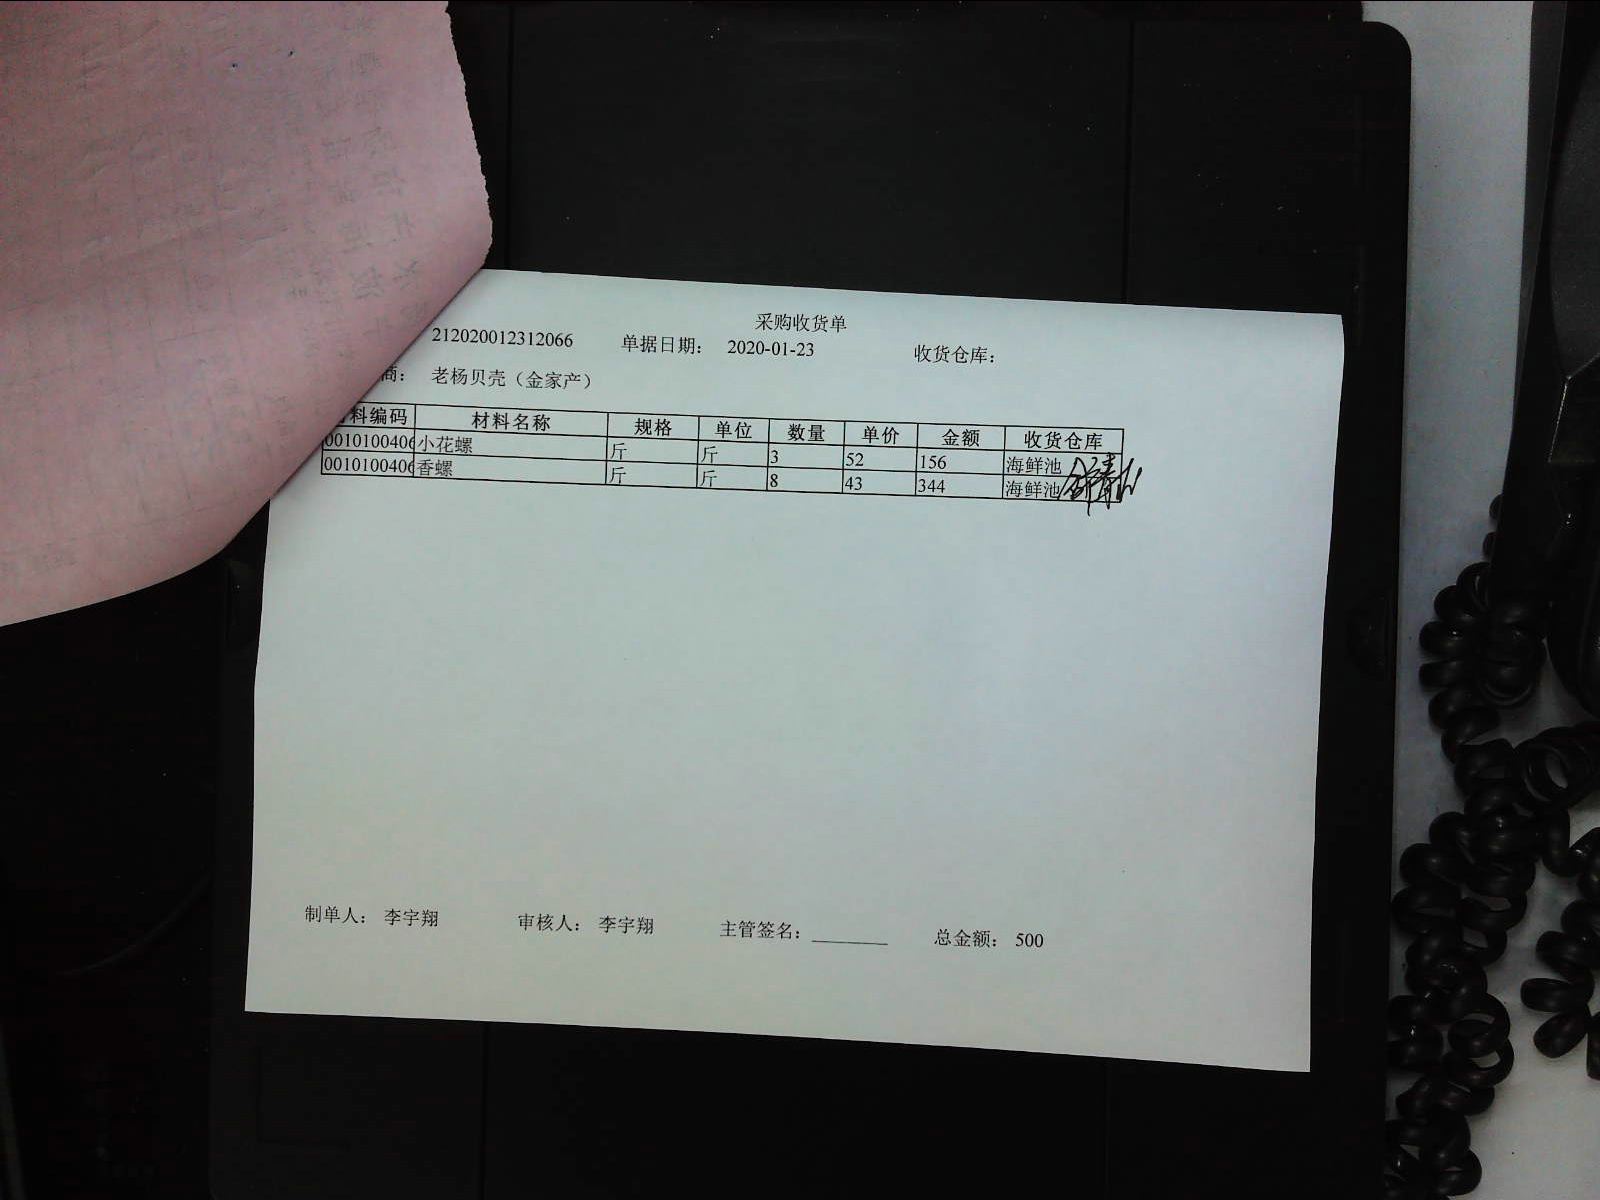 采购收货单
212020012312066 单据日期： 2020-01-23 收货仓库：
商： 老杨贝壳（金家产）
料编码 材料名称 规格 单位 数量 单价 金额 收货仓库
0010100406 小花螺 斤 斤 3 52 156 海鲜池
0010100406 香螺 斤 斤 8 43 344 海鲜池
制单人： 李宇翔 审核人： 李宇翔 主管签名：________ 总金额： 500